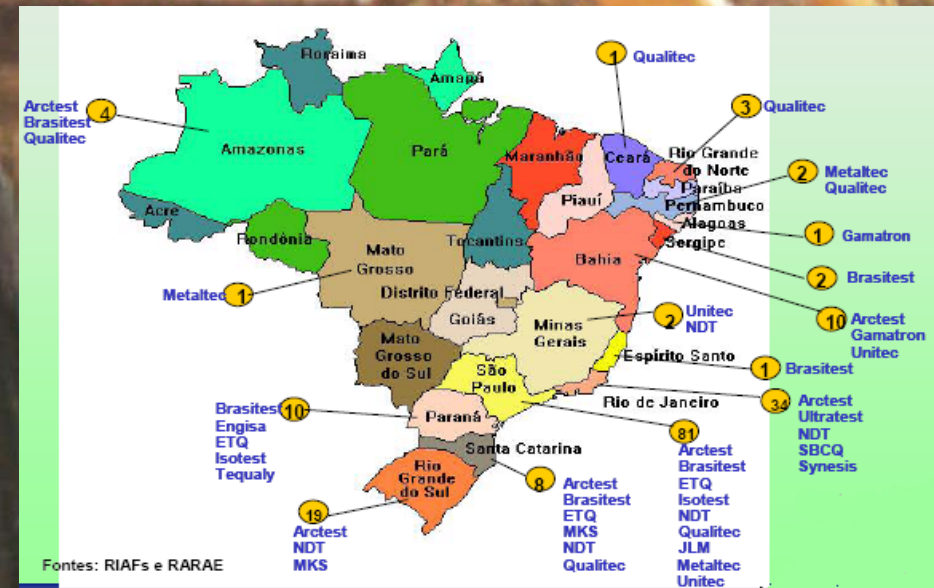 Roraima
Amapá
1 Qualitec
Arctest
Brasitest
Qualitec
4
Amazonas
Pará
Maranhão
Ceará
3 Qualitec
Rio Grande
do Norte
Paraíba
Pernambuco
Alagoas
Sergipe
2 Metaltec
Qualitec
Piauí
Acre
Rondônia
Tocantins
1 Gamatron
Mato
Grosso
Bahia
2 Brasitest
Metaltec 1
Distrito Federal
Goiás
Minas
Gerais
2 Unitec
NDT
10 Arctest
Gamatron
Unitec
Mato
Grosso
do Sul
São
Paulo
Espírito Santo
1 Brasitest
Rio de Janeiro
34 Arctest
Ultratest
NDT
SBCQ
Synesis
Brasitest 10
Engisa
ETQ
Isotest
Tequaly
Paraná
81
Arctest
Brasitest
ETQ
Isotest
NDT
Qualitec
JLM
Metaltec
Unitec
Santa Catarina
8
Arctest
Brasitest
ETQ
MKS
NDT
Qualitec
Rio
Grande
do Sul
19
Arctest
NDT
MKS
Fontes: RIAFs e RARAE